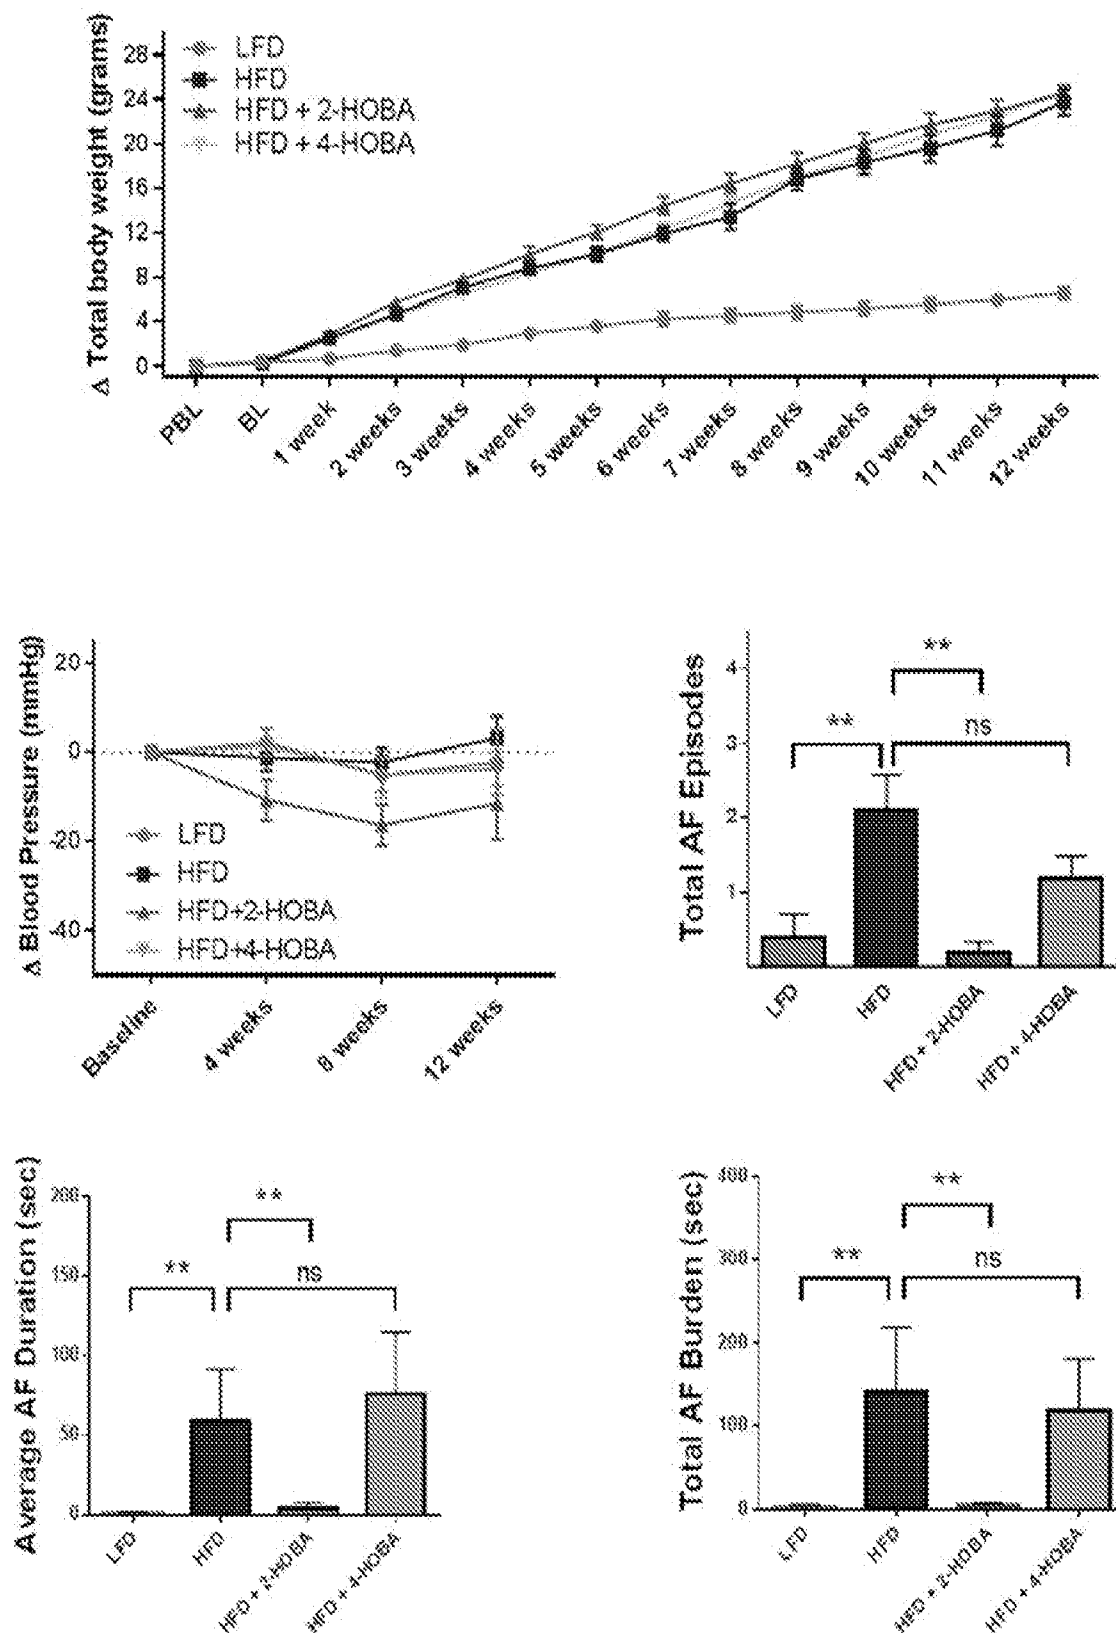 Δ Total body weight (grams)
28
24
20
16
12
8
4
0
LFD
HFD
HFD + 2-HOBA
HFD + 4-HOBA
PBL
BL
1 week
2 weeks
3 weeks
4 weeks
5 weeks
6 weeks
7 weeks
8 weeks
9 weeks
10 weeks
11 weeks
12 weeks
Δ Blood Pressure (mmHg)
20
0
-20
-40
LFD
HFD
HFD+2-HOBA
HFD+4-HOBA
Baseline
4 weeks
8 weeks
12 weeks
Total AF Episodes
4
3
2
1
**
**
ns
LFD
HFD
HFD + 2-HOBA
HFD + 4-HOBA
Average AF Duration (sec)
200
150
100
50
0
**
**
ns
LFD
HFD
HFD + 2-HOBA
HFD + 4-HOBA
Total AF Burden (sec)
400
300
200
100
0
**
**
ns
LFD
HFD
HFD + 2-HOBA
HFD + 4-HOBA